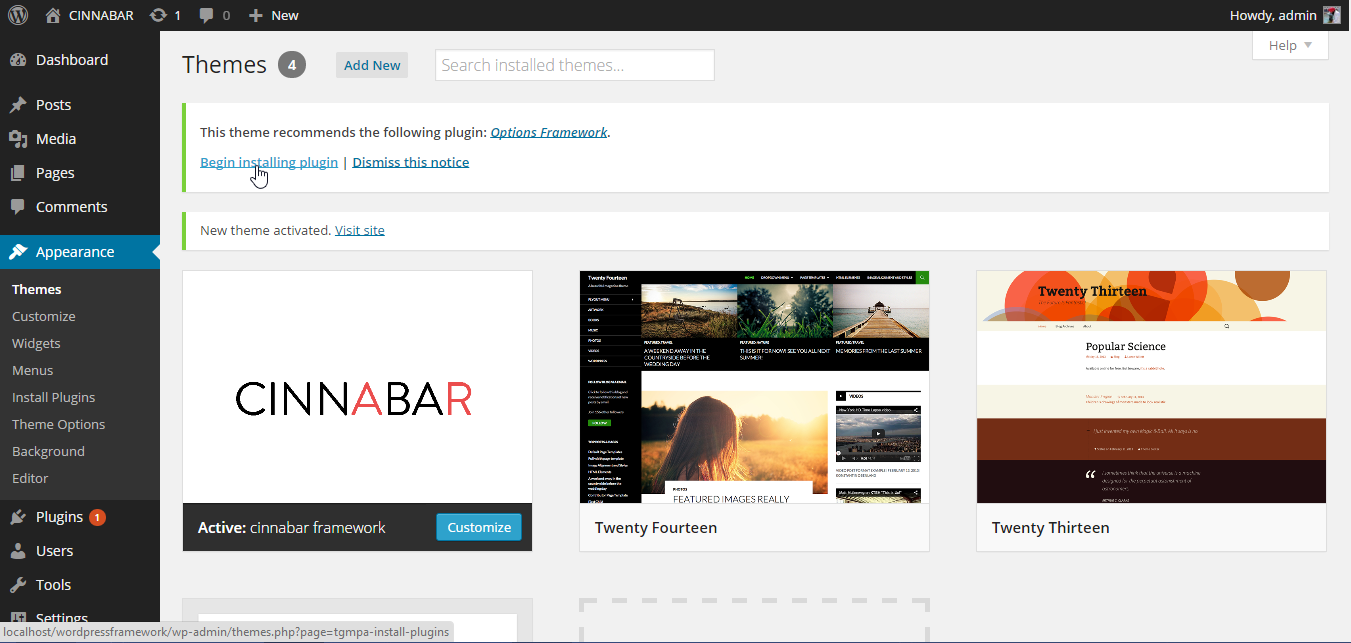 CINNABAR 1 0 New Howdy, admin
Dashboard
Posts
Media
Pages
Comments
Appearance
Themes
Customize
Widgets
Menus
Install Plugins
Theme Options
Background
Editor
Plugins 1
Users
Tools
Settings
Themes 4 Add New Search installed themes... Help
This theme recommends the following plugin: Options Framework.
Begin installing plugin | Dismiss this notice
New theme activated. Visit site
CINNABAR
Active: cinnabar framework Customize
Twenty Fourteen
FEATURED IMAGES REALLY
Twenty Fourteen
Twenty Thirteen
Popular Science
Twenty Thirteen
localhost/wordpressframework/wp-admin/themes.php?page=tgmpa-install-plugins